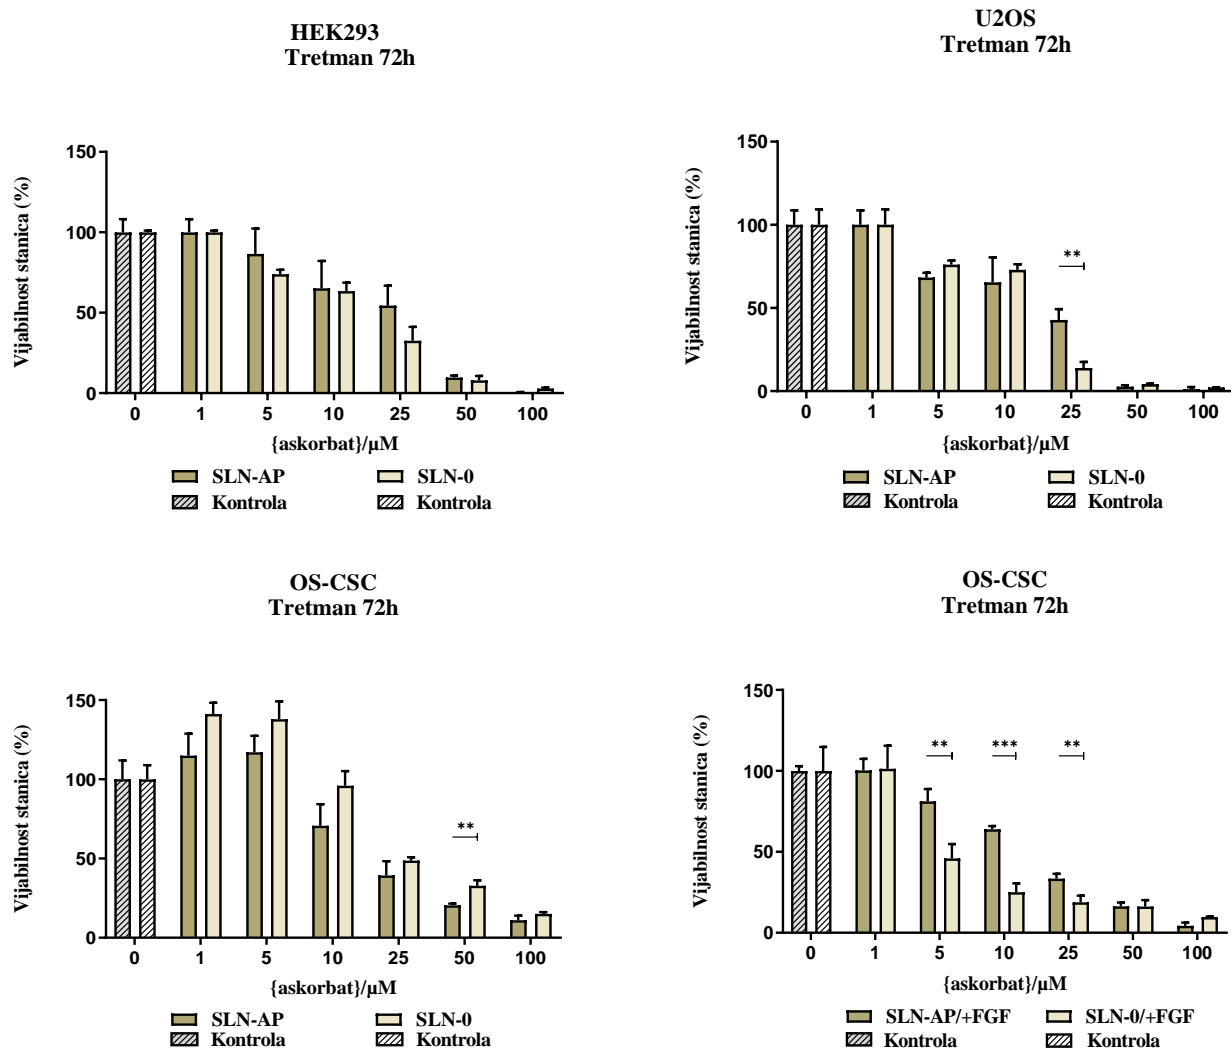 HEK293
Tretman 72h
Vijabilnost stanica (%)
150
100
50
0
0 1 5 10 25 50 100
{askorbat}/µM
SLN-AP SLN-0
Kontrola Kontrola
U2OS
Tretman 72h
Vijabilnost stanica (%)
150
100
50
0
**
0 1 5 10 25 50 100
{askorbat}/µM
SLN-AP SLN-0
Kontrola Kontrola
OS-CSC
Tretman 72h
Vijabilnost stanica (%)
150
100
50
0
**
0 1 5 10 25 50 100
{askorbat}/µM
SLN-AP SLN-0
Kontrola Kontrola
OS-CSC
Tretman 72h
Vijabilnost stanica (%)
150
100
50
0
** *** **
0 1 5 10 25 50 100
{askorbat}/µM
SLN-AP/+FGF SLN-0/+FGF
Kontrola Kontrola